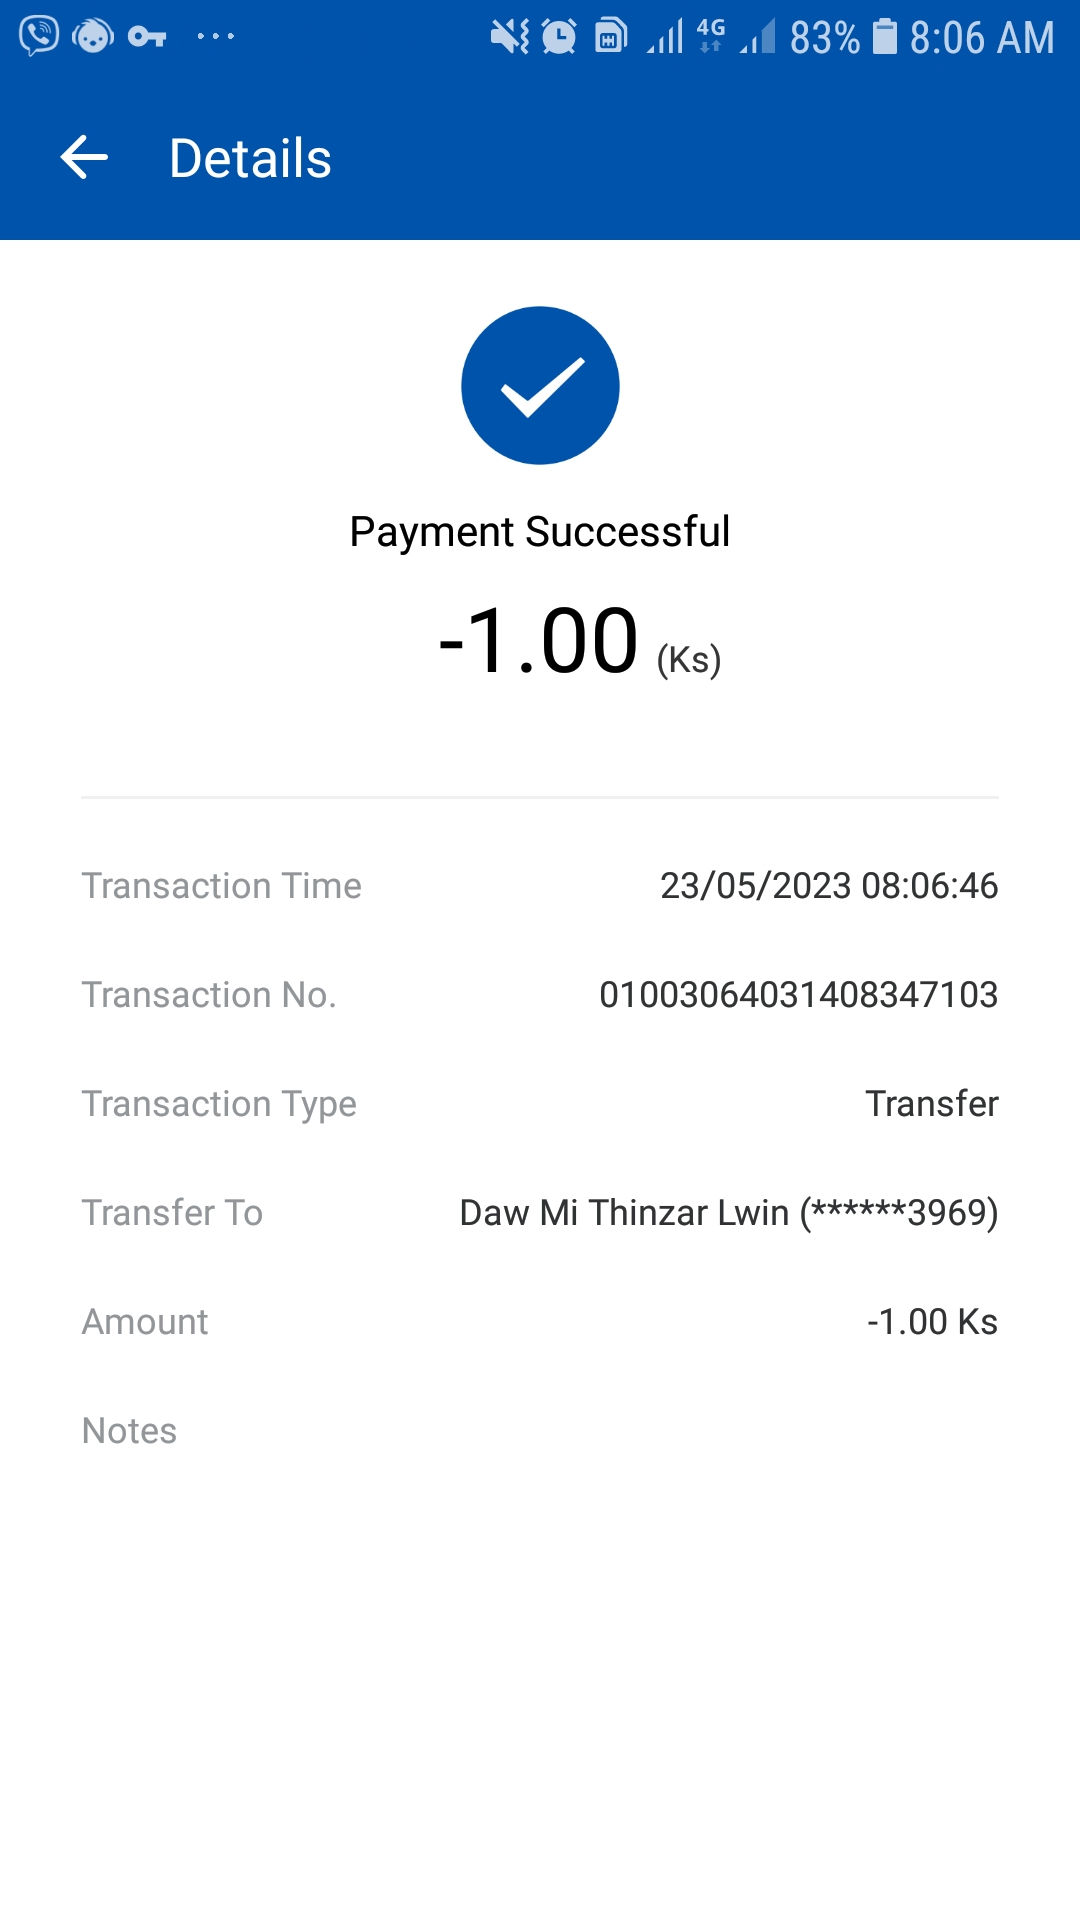 4G 83% 8:06 AM
Details
Payment Successful
-1.00 (Ks)
Transaction Time 23/05/2023 08:06:46
Transaction No. 01003064031408347103
Transaction Type Transfer
Transfer To Daw Mi Thinzar Lwin (******3969)
Amount -1.00 Ks
Notes